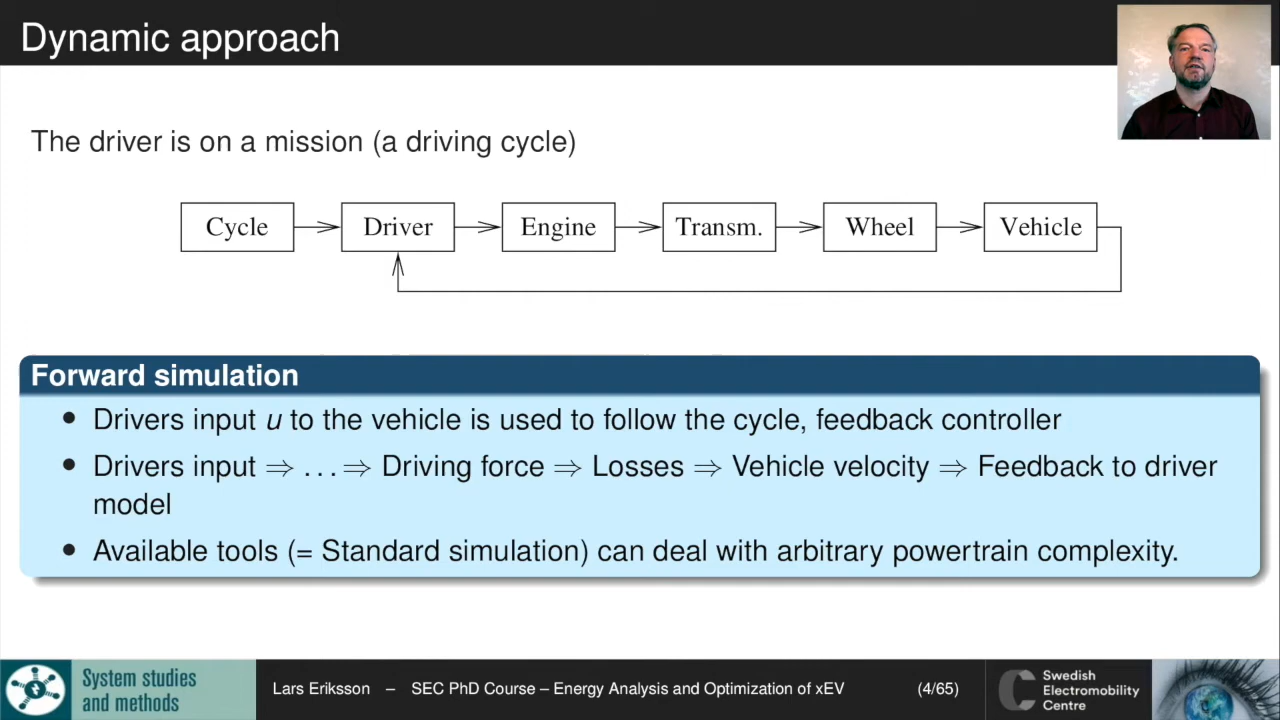 Dynamic approach
The driver is on a mission (a driving cycle)
Cycle
Driver
Engine
Transm.
Wheel
Vehicle
Forward simulation
• Drivers input u to the vehicle is used to follow the cycle, feedback controller
• Drivers input ⇒ . . . ⇒ Driving force ⇒ Losses ⇒ Vehicle velocity ⇒ Feedback to driver
model
• Available tools (= Standard simulation) can deal with arbitrary powertrain complexity.
System studies
and methods
Lars Eriksson – SEC PhD Course – Energy Analysis and Optimization of xEV (4/65)
Swedish
Electromobility
Centre